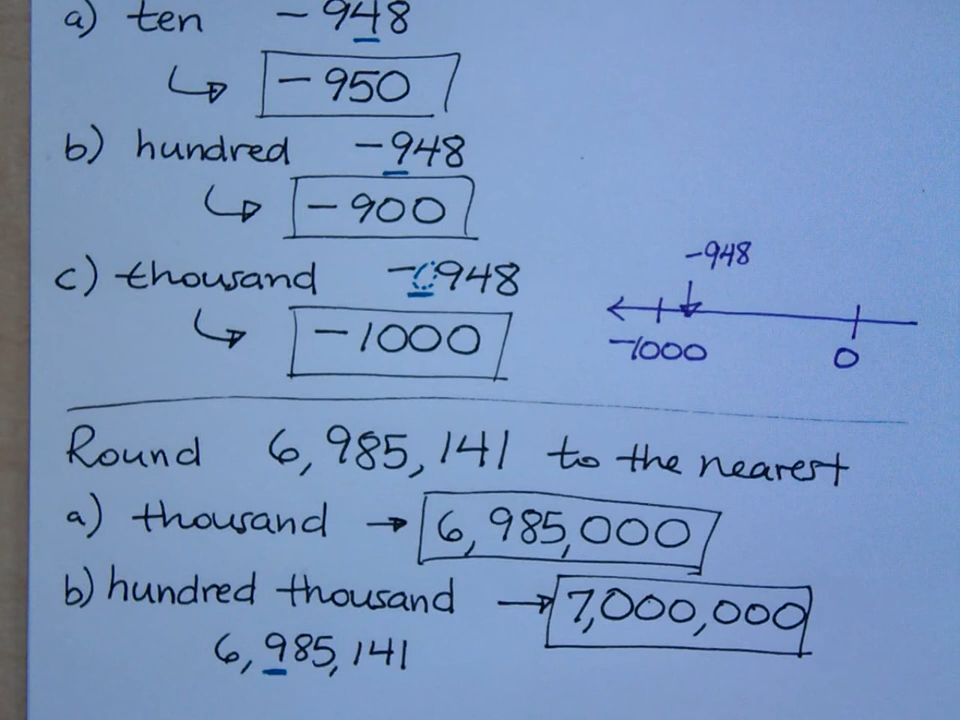 a) ten -948
-950
b) hundred -948
-900
c) thousand -0948
-1000
-948
-1000 0
Round 6,985,141 to the nearest
a) thousand → 6,985,000
b) hundred thousand → 7,000,000
6,985,141